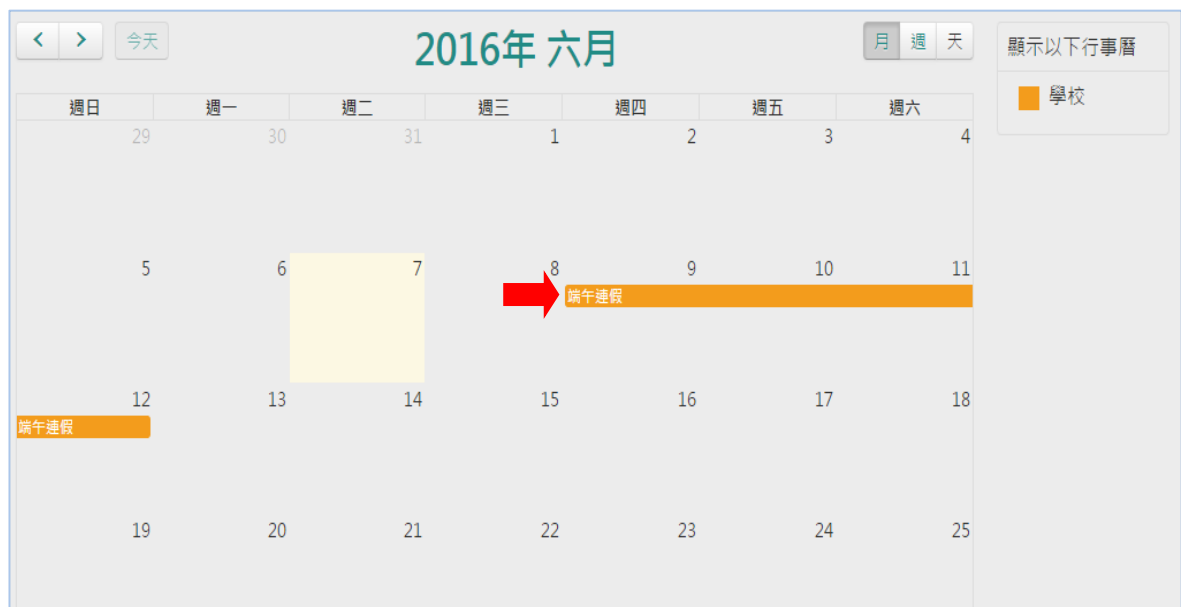 今天
2016年 六月
月 週 天
顯示以下行事曆
學校
週日 週一 週二 週三 週四 週五 週六
29 30 31 1 2 3 4
5 6 7 8 9 10 11
端午連假
12 13 14 15 16 17 18
端午連假
19 20 21 22 23 24 25